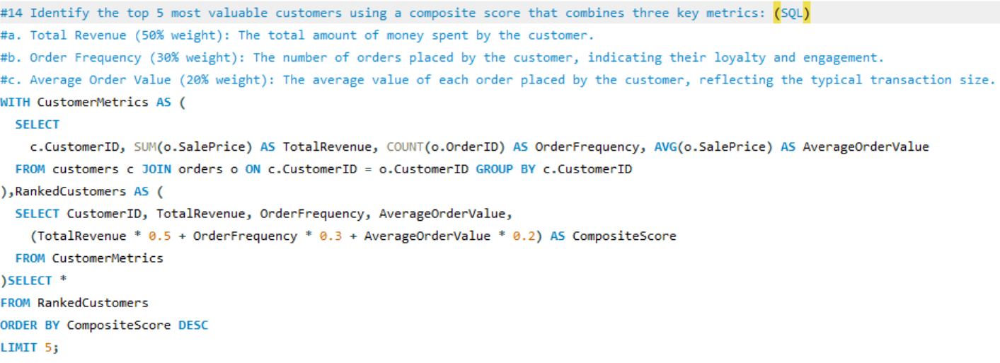 #14 Identify the top 5 most valuable customers using a composite score that combines three key metrics: (SQL)
#a. Total Revenue (50% weight): The total amount of money spent by the customer.
#b. Order Frequency (30% weight): The number of orders placed by the customer, indicating their loyalty and engagement.
#c. Average Order Value (20% weight): The average value of each order placed by the customer, reflecting the typical transaction size.
WITH CustomerMetrics AS (
  SELECT
    c.CustomerID, SUM(o.SalePrice) AS TotalRevenue, COUNT(o.OrderID) AS OrderFrequency, AVG(o.SalePrice) AS AverageOrderValue
  FROM customers c JOIN orders o ON c.CustomerID = o.CustomerID GROUP BY c.CustomerID
),RankedCustomers AS (
  SELECT CustomerID, TotalRevenue, OrderFrequency, AverageOrderValue,
    (TotalRevenue * 0.5 + OrderFrequency * 0.3 + AverageOrderValue * 0.2) AS CompositeScore
  FROM CustomerMetrics
)SELECT *
FROM RankedCustomers
ORDER BY CompositeScore DESC
LIMIT 5;